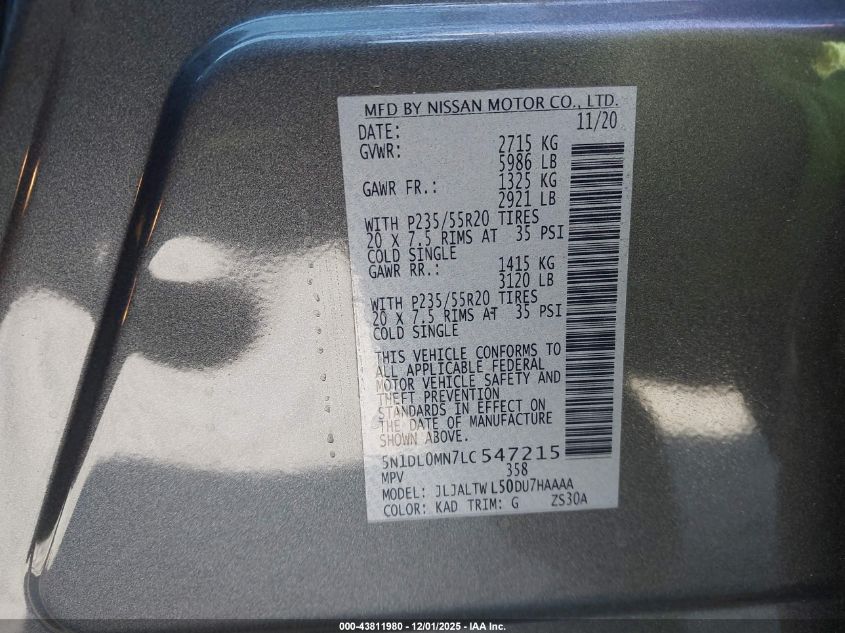 MFD BY NISSAN MOTOR CO., LTD.
DATE: 11/20
GVWR: 2715 KG
5986 LB
GAWR FR.: 1325 KG
2921 LB
WITH P235/55R20 TIRES
20 X 7.5 RIMS AT 35 PSI
COLD SINGLE
GAWR RR.: 1415 KG
3120 LB
WITH P235/55R20 TIRES
20 X 7.5 RIMS AT 35 PSI
COLD SINGLE
THIS VEHICLE CONFORMS TO
ALL APPLICABLE FEDERAL
MOTOR VEHICLE SAFETY AND
THEFT PREVENTION
STANDARDS IN EFFECT ON
THE DATE OF MANUFACTURE
SHOWN ABOVE.
5N1DL0MN7LC547215
MPV 358
MODEL: JLJALTWL50DU7HAAAA
COLOR: KAD TRIM: G ZS30A
000-43811980 - 12/01/2025 - IAA Inc.